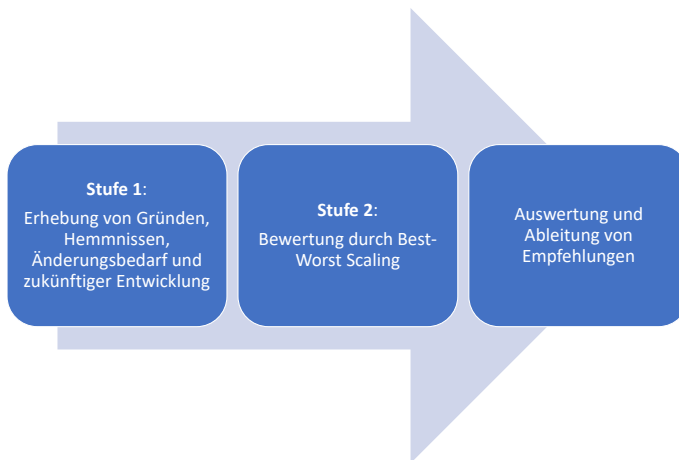 Stufe 1:
Erhebung von Gründen,
Hemmnissen,
Änderungsbedarf und
zukünftiger Entwicklung
Stufe 2:
Bewertung durch Best-
Worst Scaling
Auswertung und
Ableitung von
Empfehlungen